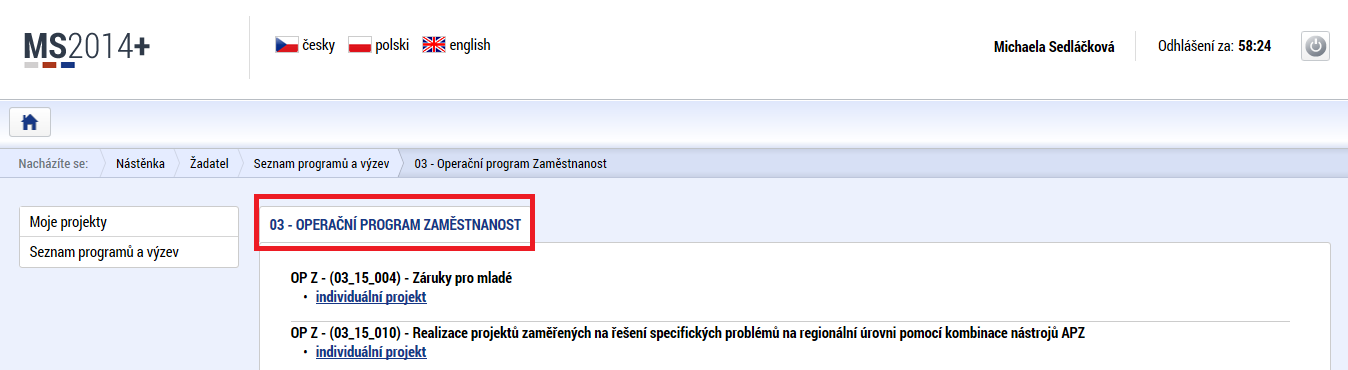 MS2014+
česky polski english
Michaela Sedláčková Odhlášení za: 58:24
Nacházíte se: Nástěnka Žadatel Seznam programů a výzev 03 - Operační program Zaměstnanost
Moje projekty
Seznam programů a výzev
03 - OPERAČNÍ PROGRAM ZAMĚSTNANOST
OP Z - (03_15_004) - Záruky pro mladé
• individuální projekt
OP Z - (03_15_010) - Realizace projektů zaměřených na řešení specifických problémů na regionální úrovni pomocí kombinace nástrojů APZ
• individuální projekt